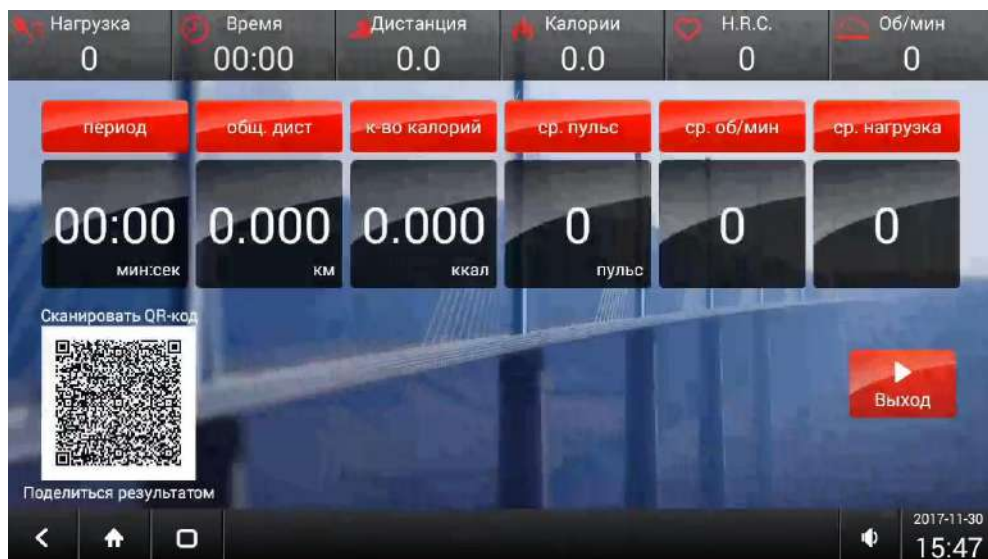 Нагрузка Время Дистанция Калории H.R.C. Об/мин
0 00:00 0.0 0.0 0 0
период общ. дист к-во калорий ср. пульс ср. об/мин ср. нагрузка
00:00 0.000 0.000 0 0 0
мин:сек км ккал пульс
Сканировать QR-код
Выход
Поделиться результатом
2017-11-30
15:47